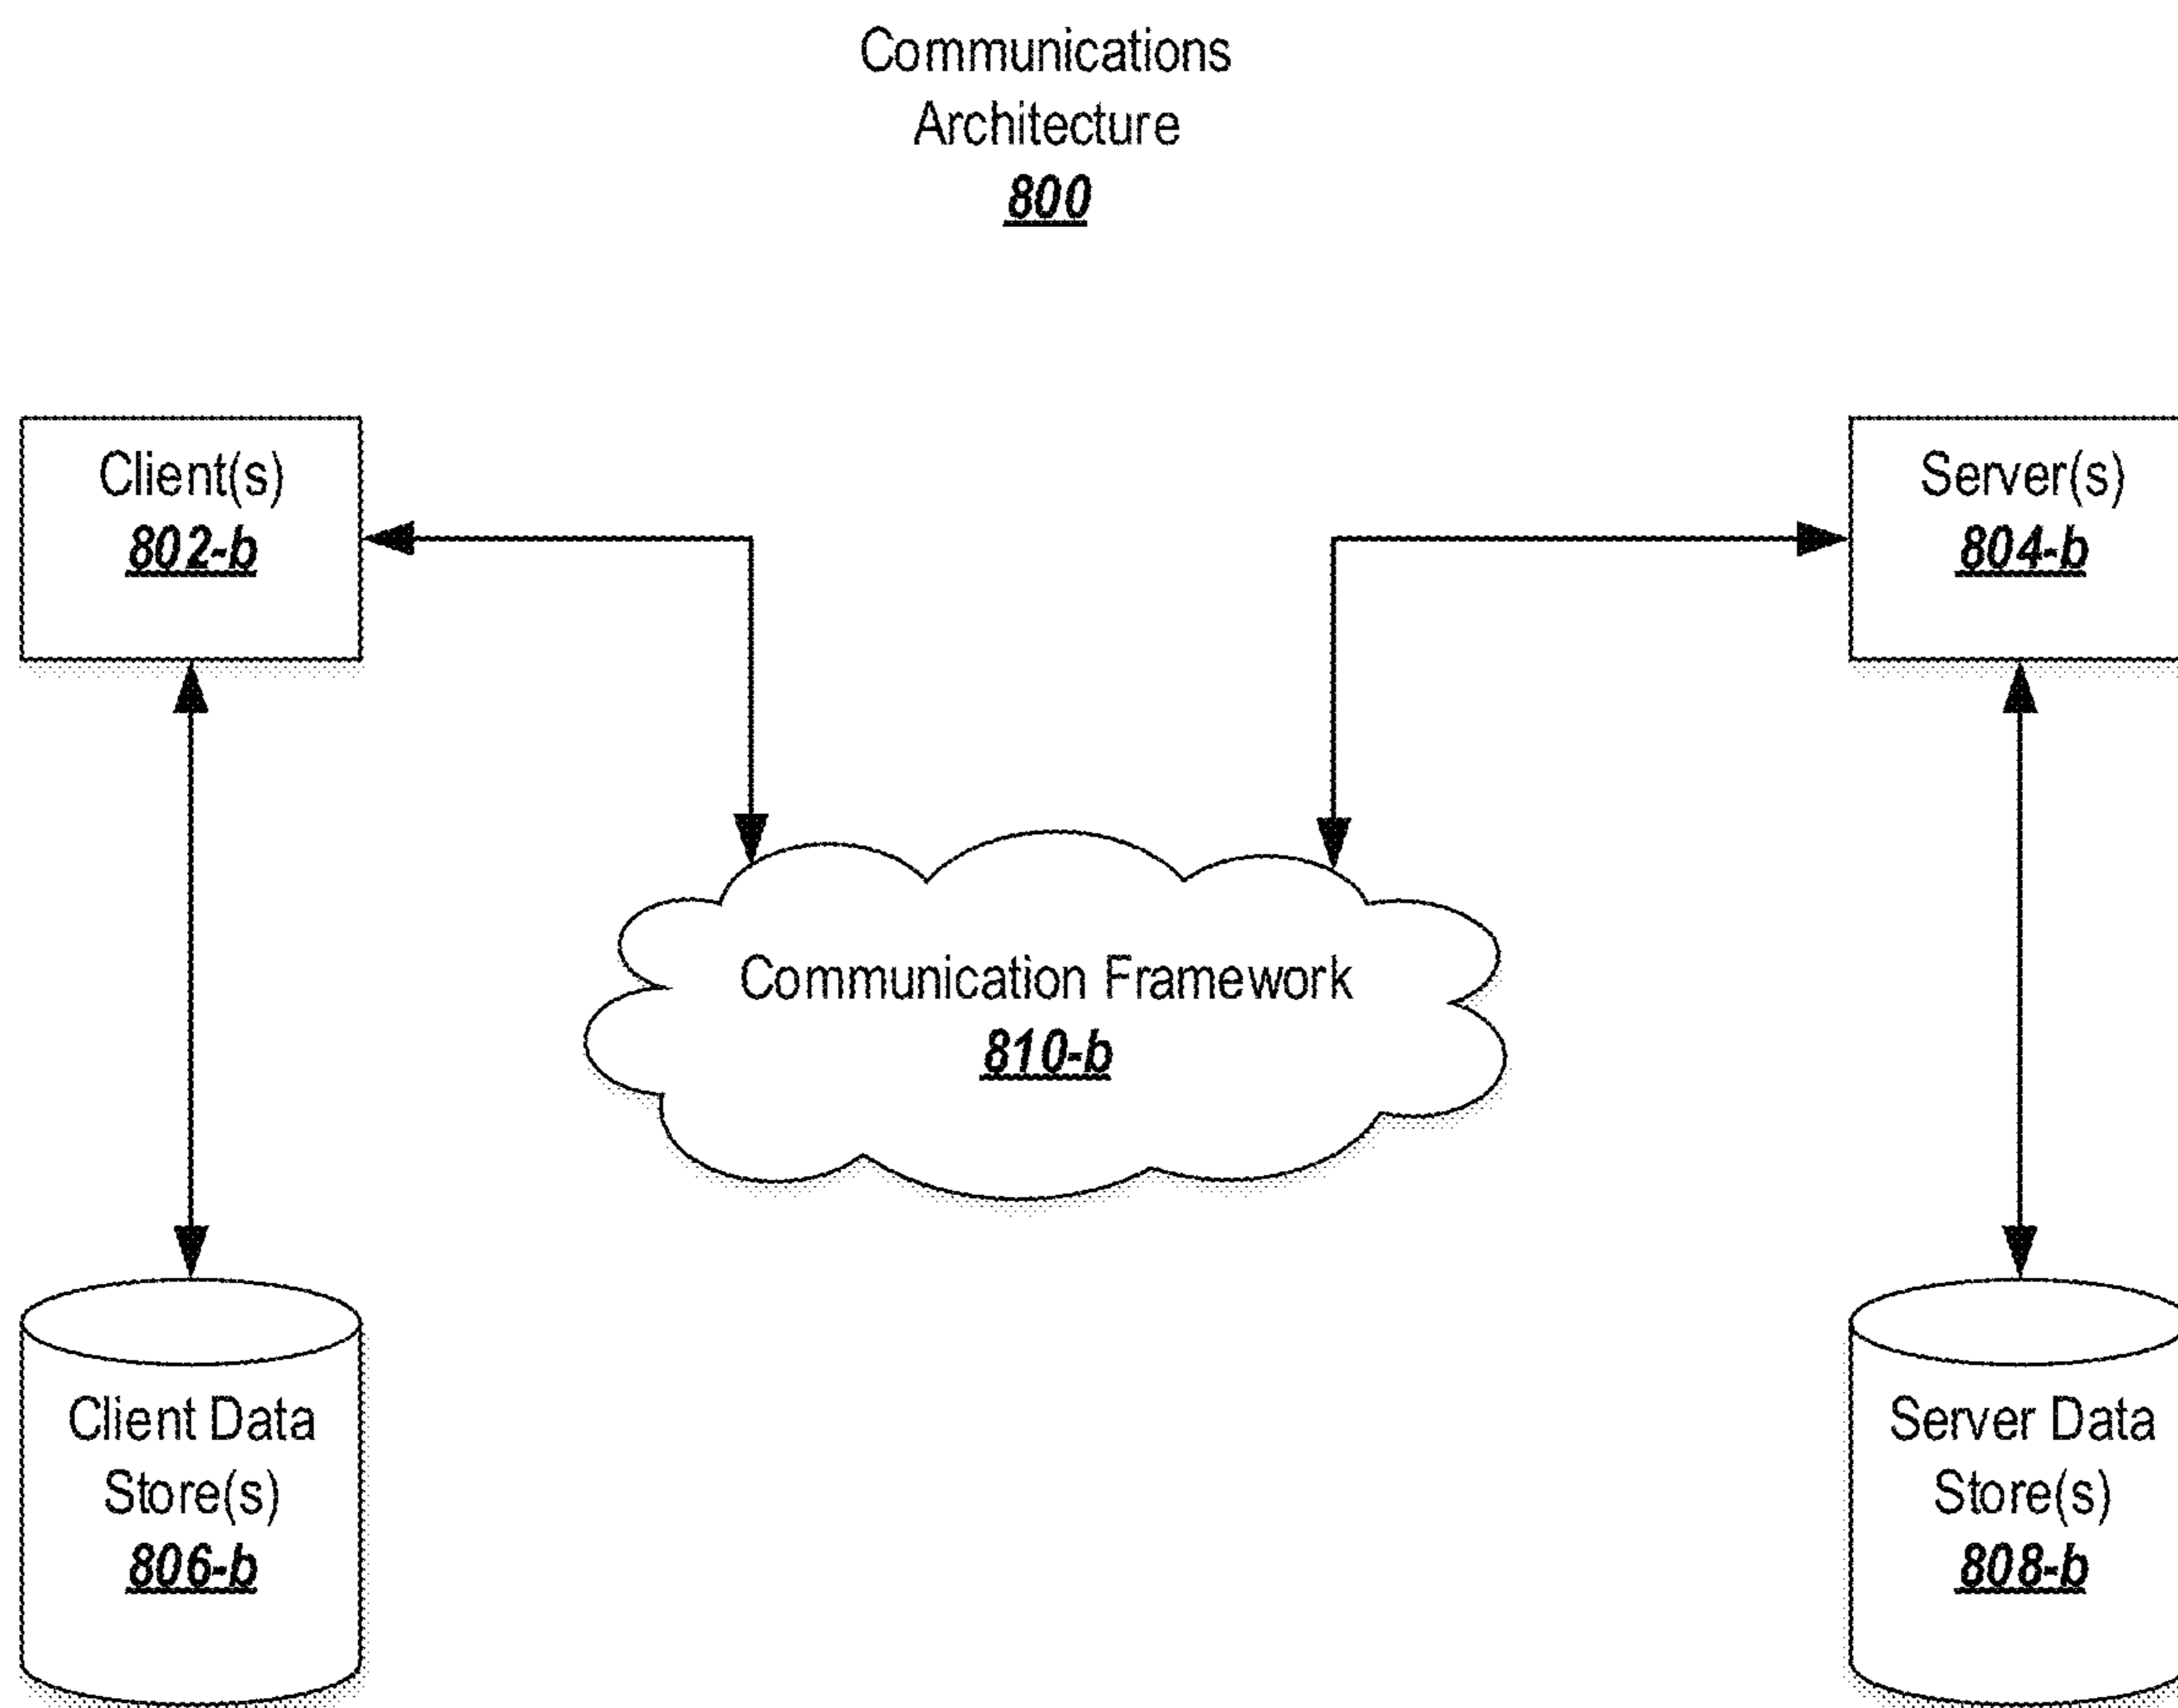 Communications
Architecture
800
Client(s)
802-b
Server(s)
804-b
Communication Framework
810-b
Client Data
Store(s)
806-b
Server Data
Store(s)
808-b